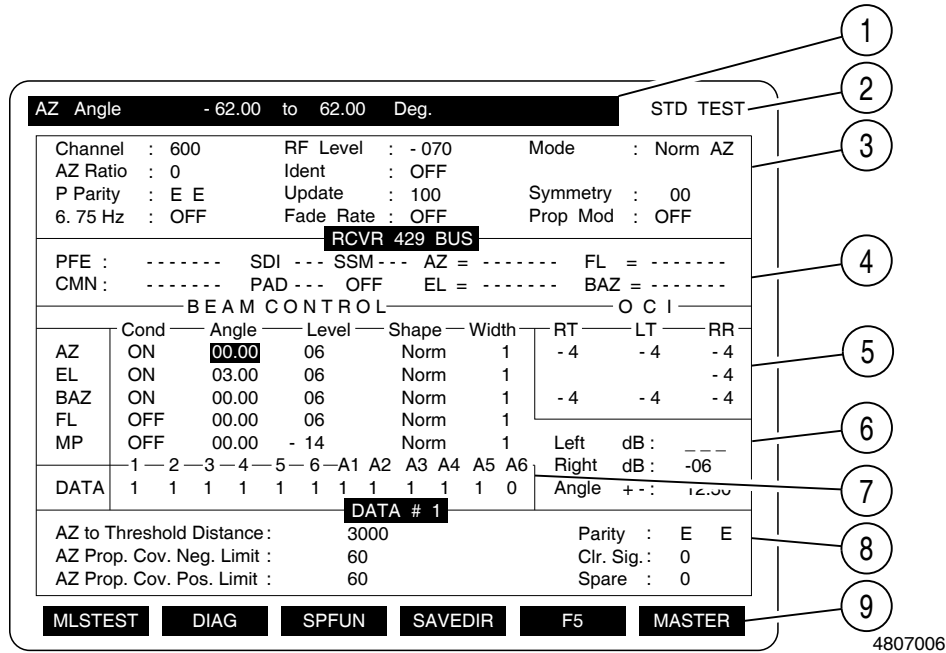 1
2
AZ Angle - 62.00 to 62.00 Deg. STD TEST
3
Channel : 600 RF Level : - 070 Mode : Norm AZ
AZ Ratio : 0 Ident : OFF
P Parity : E E Update : 100 Symmetry : 00
6. 75 Hz : OFF Fade Rate : OFF Prop Mod : OFF
RCVR 429 BUS
4
PFE : - - - - - - - SDI - - - SSM - - - AZ = - - - - - - - FL = - - - - - - -
CMN : - - - - - - - PAD - - - OFF EL = - - - - - - - BAZ = - - - - - - -
BEAM CONTROL OCI
Cond Angle Level Shape Width RT LT RR
5
AZ ON 00.00 06 Norm 1 - 4 - 4 - 4
EL ON 03.00 06 Norm 1 - 4
BAZ ON 00.00 06 Norm 1 - 4 - 4 - 4
FL OFF 00.00 06 Norm 1
6
MP OFF 00.00 - 14 Norm 1 Left dB : _ _ _
1 2 3 4 5 6 A1 A2 A3 A4 A5 A6 Right dB : -06
7
DATA 1 1 1 1 1 1 1 1 1 1 1 0 Angle + - : 12.50
DATA # 1
8
AZ to Threshold Distance : 3000 Parity : E E
AZ Prop. Cov. Neg. Limit : 60 Clr. Sig. : 0
AZ Prop. Cov. Pos. Limit : 60 Spare : 0
9
MLSTEST DIAG SPFUN SAVEDIR F5 MASTER
4807006